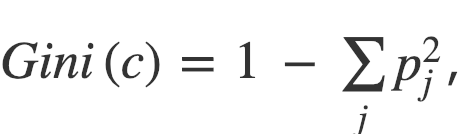 Gini (c) = 1 − ∑_j p_j^2,